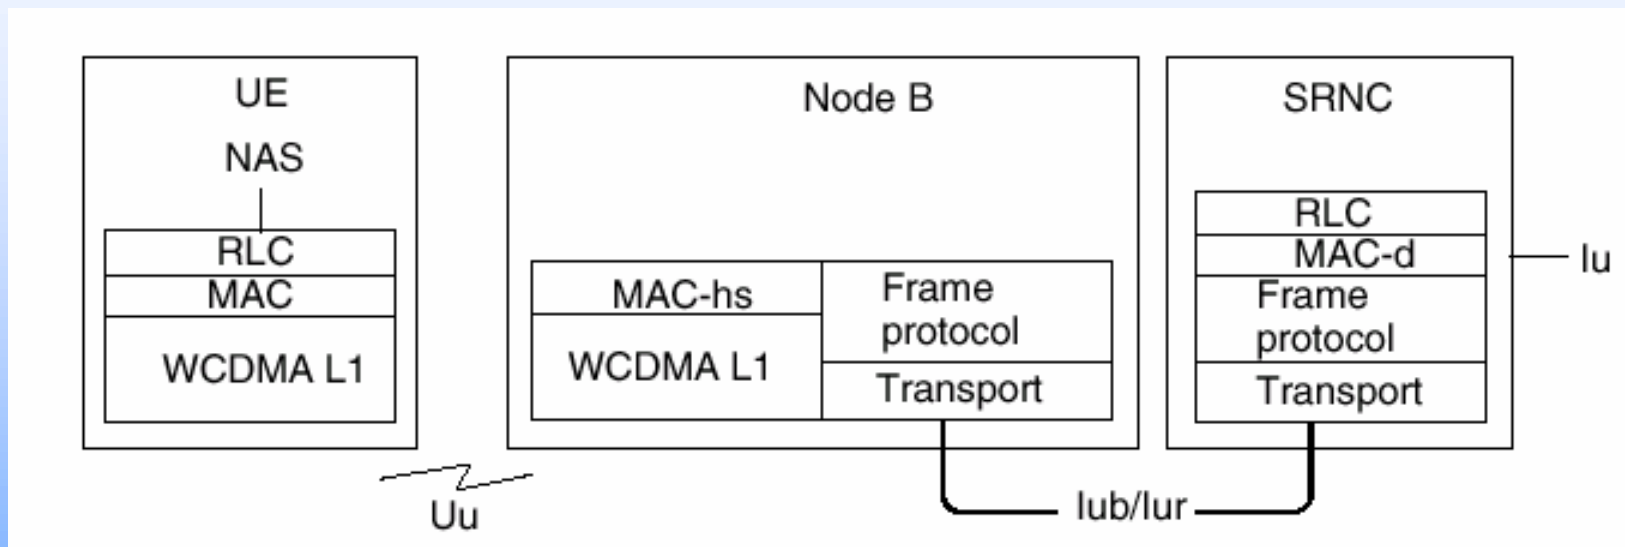 UE
NAS
RLC
MAC
WCDMA L1
Uu
Node B
MAC-hs
WCDMA L1
Frame
protocol
Transport
Iub/Iur
SRNC
RLC
MAC-d
Frame
protocol
Transport
Iu